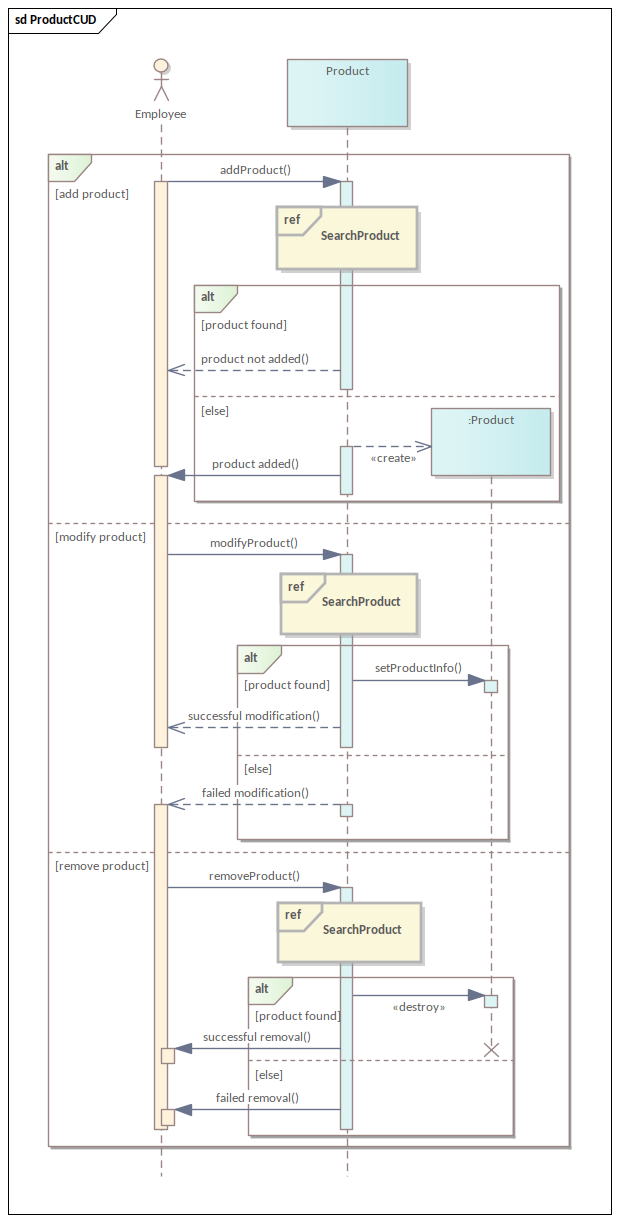 sd ProductCUD
Product
Employee
alt
addProduct()
[add product]
ref
SearchProduct
alt
[product found]
product not added()
[else]
:Product
«create»
product added()
[modify product]
modifyProduct()
ref
SearchProduct
alt
setProductInfo()
[product found]
successful modification()
[else]
failed modification()
[remove product]
removeProduct()
ref
SearchProduct
alt
«destroy»
[product found]
successful removal()
[else]
failed removal()